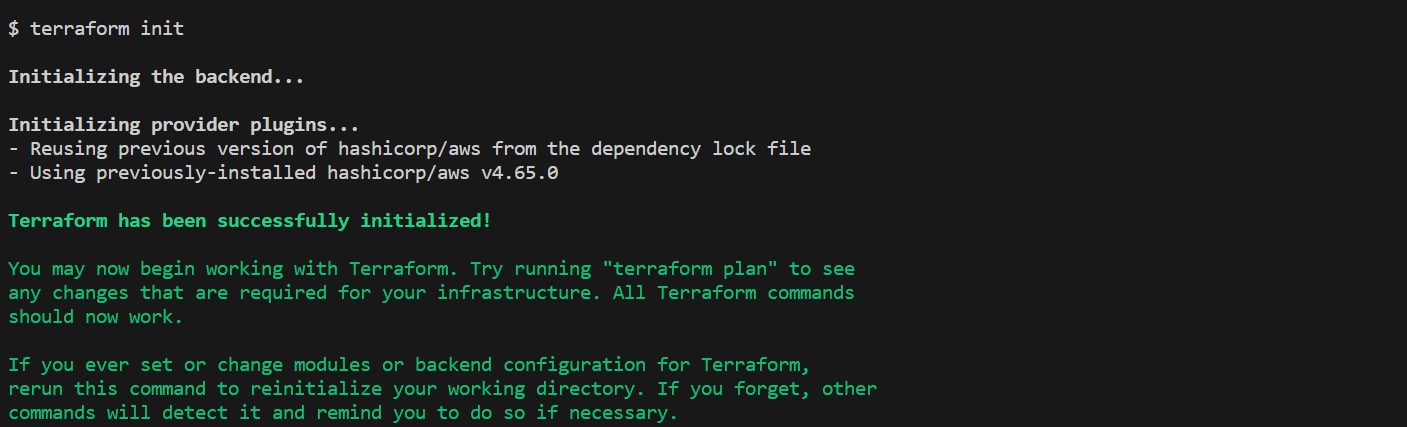 $ terraform init
Initializing the backend...
Initializing provider plugins...
- Reusing previous version of hashicorp/aws from the dependency lock file
- Using previously-installed hashicorp/aws v4.65.0
Terraform has been successfully initialized!
You may now begin working with Terraform. Try running "terraform plan" to see
any changes that are required for your infrastructure. All Terraform commands
should now work.
If you ever set or change modules or backend configuration for Terraform,
rerun this command to reinitialize your working directory. If you forget, other
commands will detect it and remind you to do so if necessary.